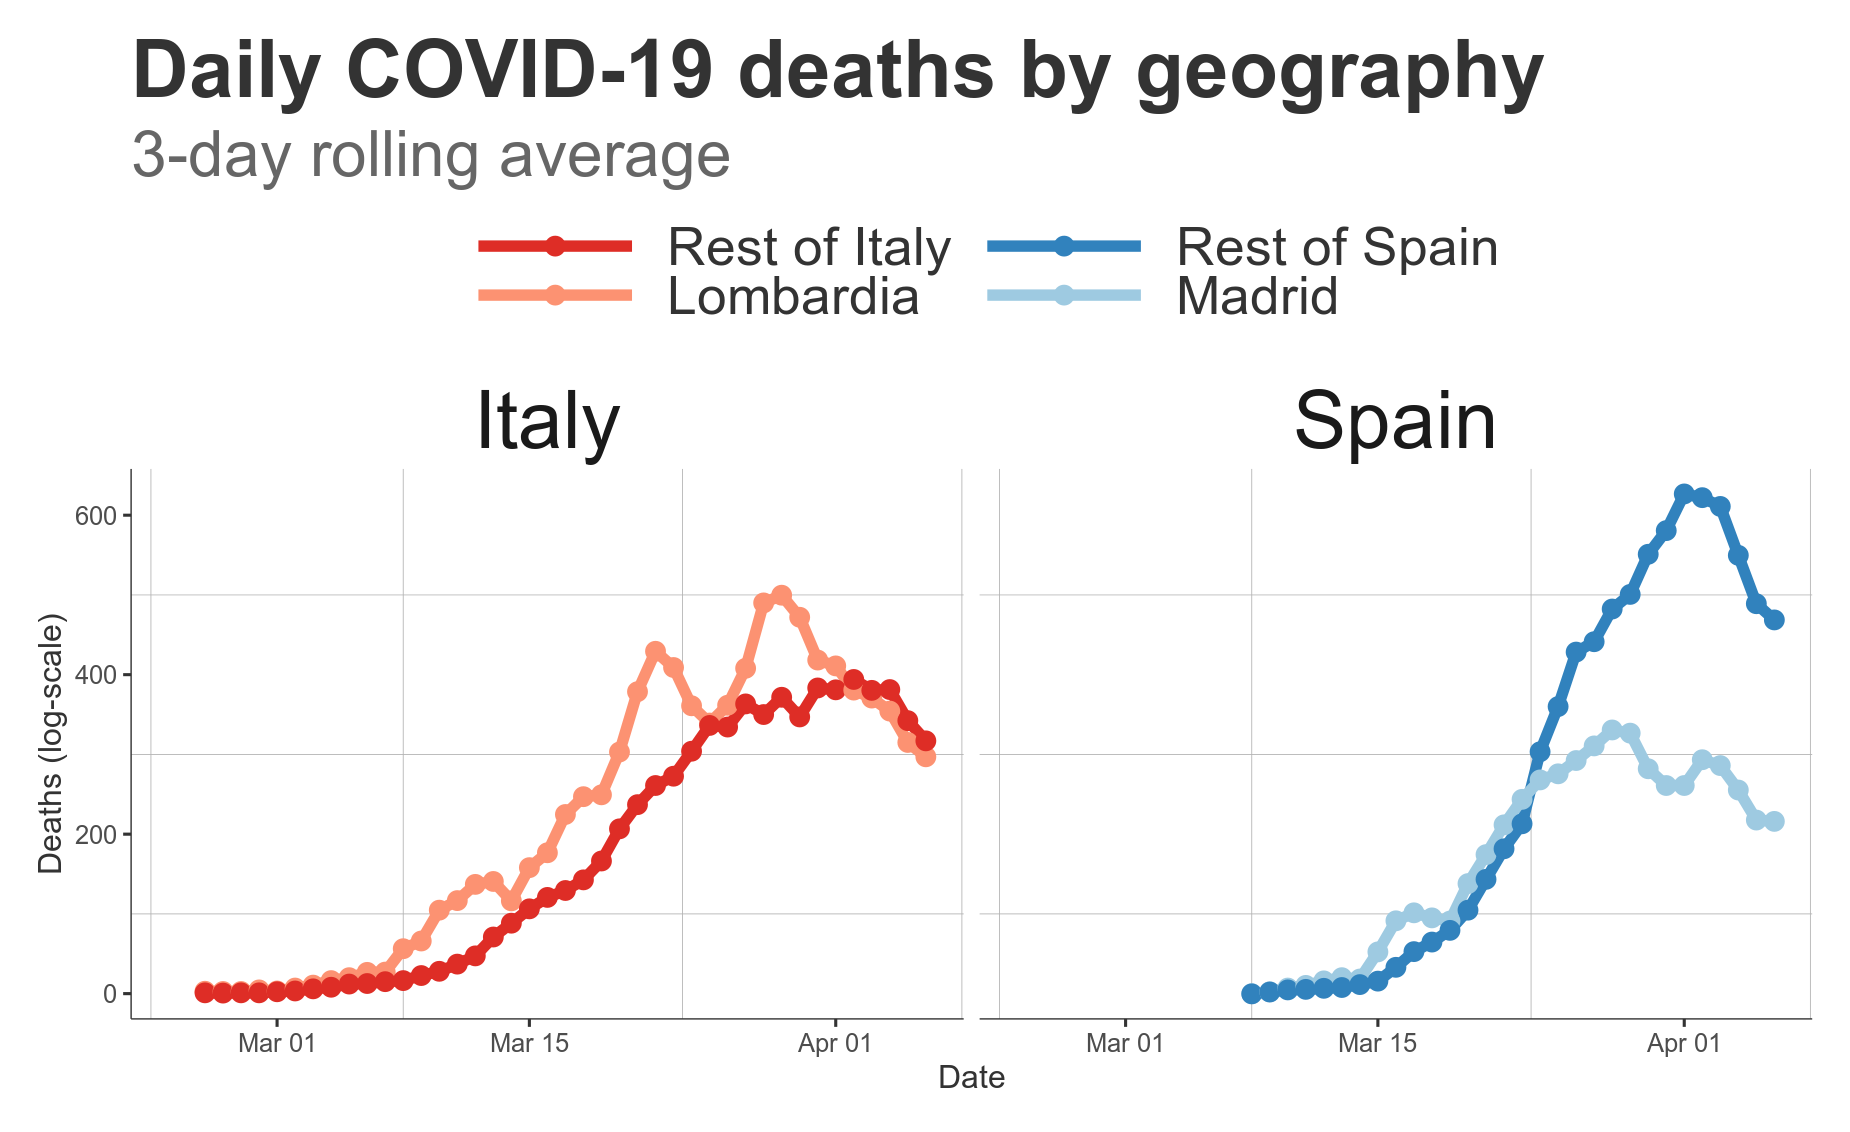 Daily COVID-19 deaths by geography
3-day rolling average
Rest of Italy
Rest of Spain
Lombardia
Madrid
Italy
Spain
Deaths (log-scale)
600
400
200
0
Mar 01
Mar 15
Apr 01
Mar 01
Mar 15
Apr 01
Date